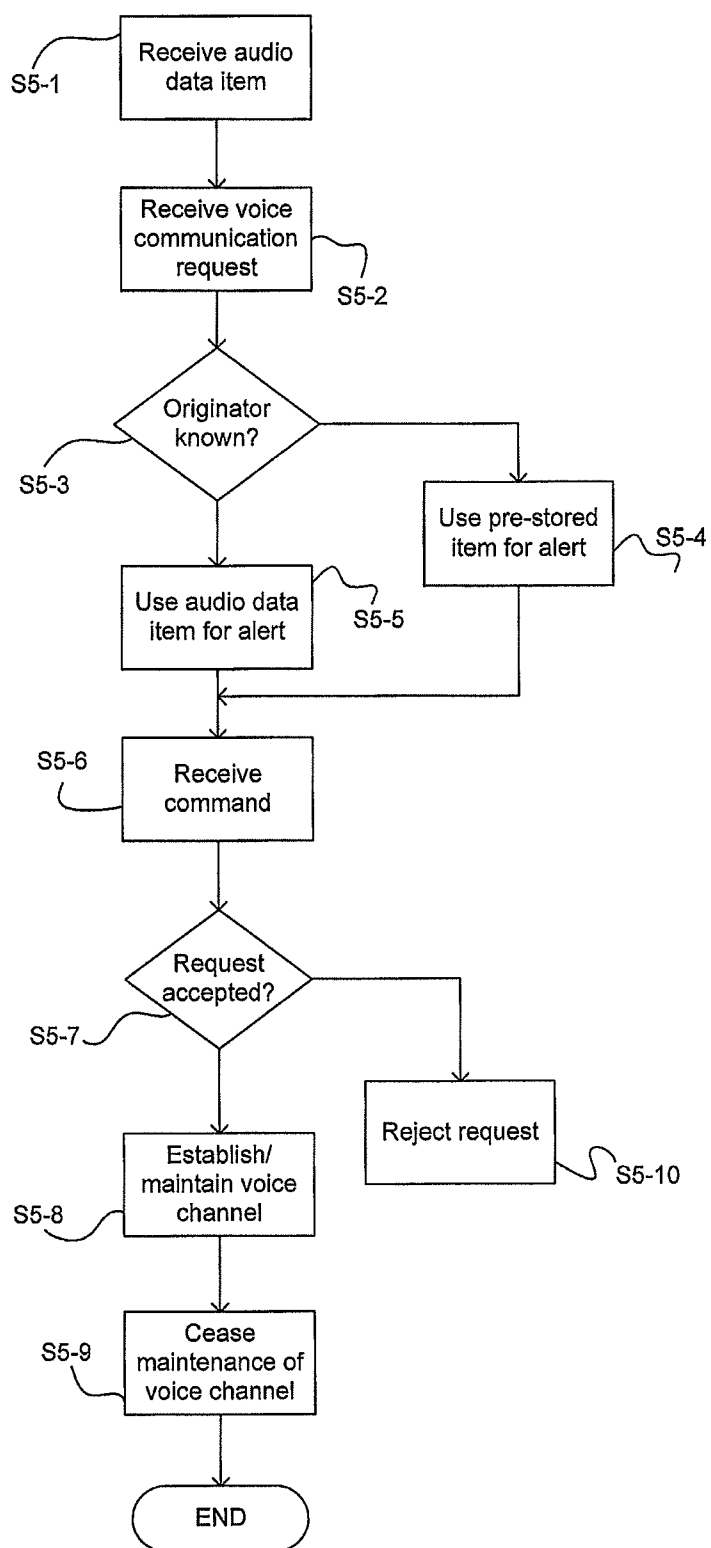 Receive audio
data item
S5-1
Receive voice
communication
request
S5-2
Originator
known?
S5-3
Use pre-stored
item for alert
S5-4
Use audio data
item for alert
S5-5
S5-6
Receive
command
Request
accepted?
S5-7
Reject request
S5-10
Establish/
maintain voice
channel
S5-8
Cease
maintenance of
voice channel
S5-9
END